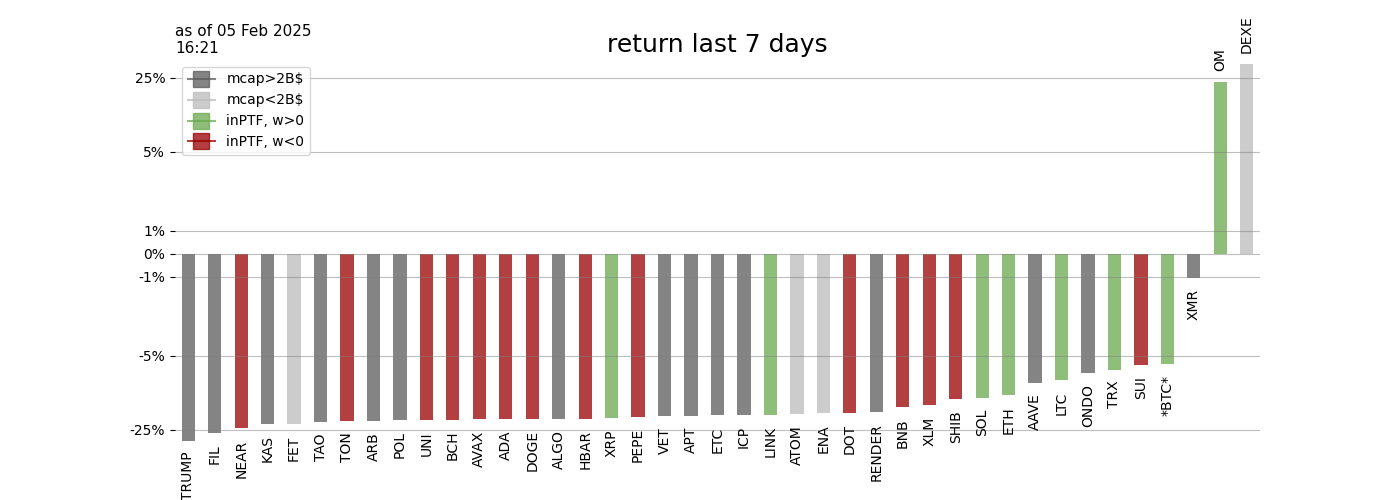 as of 05 Feb 2025
16:21
return last 7 days
mcap>2B$
mcap<2B$
inPTF, w>0
inPTF, w<0
25%
5%
1%
0%
-1%
-5%
-25%
TRUMP
FIL
NEAR
KAS
FET
TAO
TON
ARB
POL
UNI
BCH
AVAX
ADA
DOGE
ALGO
HBAR
XRP
PEPE
VET
APT
ETC
ICP
LINK
ATOM
ENA
DOT
RENDER
BNB
XLM
SHIB
SOL
ETH
AAVE
LTC
ONDO
TRX
SUI
*BTC*
XMR
OM
DEXE